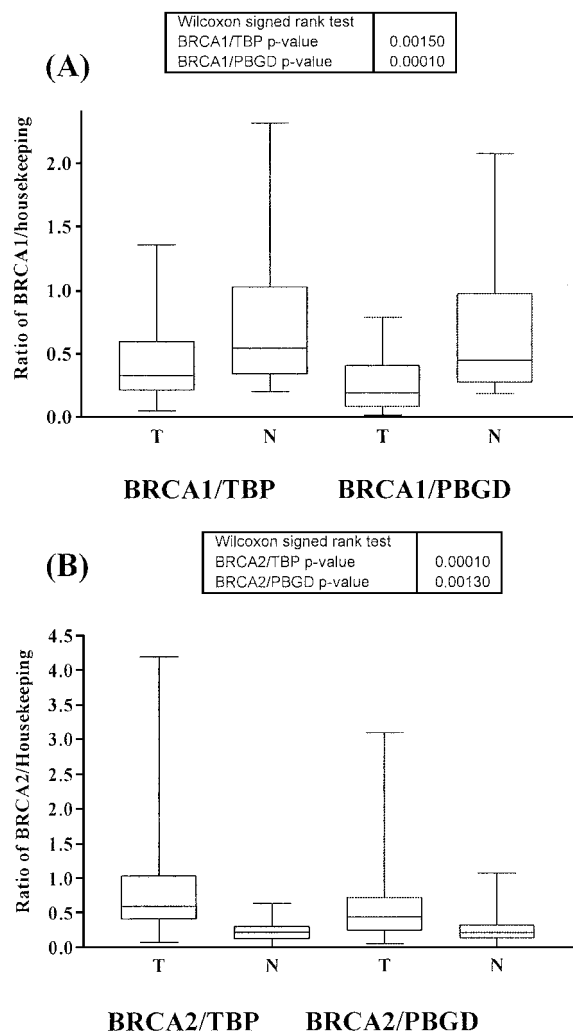 Wilcoxon signed rank test
BRCA1/TBP p-value 0.00150
BRCA1/PBGD p-value 0.00010
(A)
Ratio of BRCA1/housekeeping
2.0
1.5
1.0
0.5
0.0
T N T N
BRCA1/TBP BRCA1/PBGD
Wilcoxon signed rank test
BRCA2/TBP p-value 0.00010
BRCA2/PBGD p-value 0.00130
(B)
Ratio of BRCA2/Housekeeping
4.5
4.0
3.5
3.0
2.5
2.0
1.5
1.0
0.5
0.0
T N T N
BRCA2/TBP BRCA2/PBGD